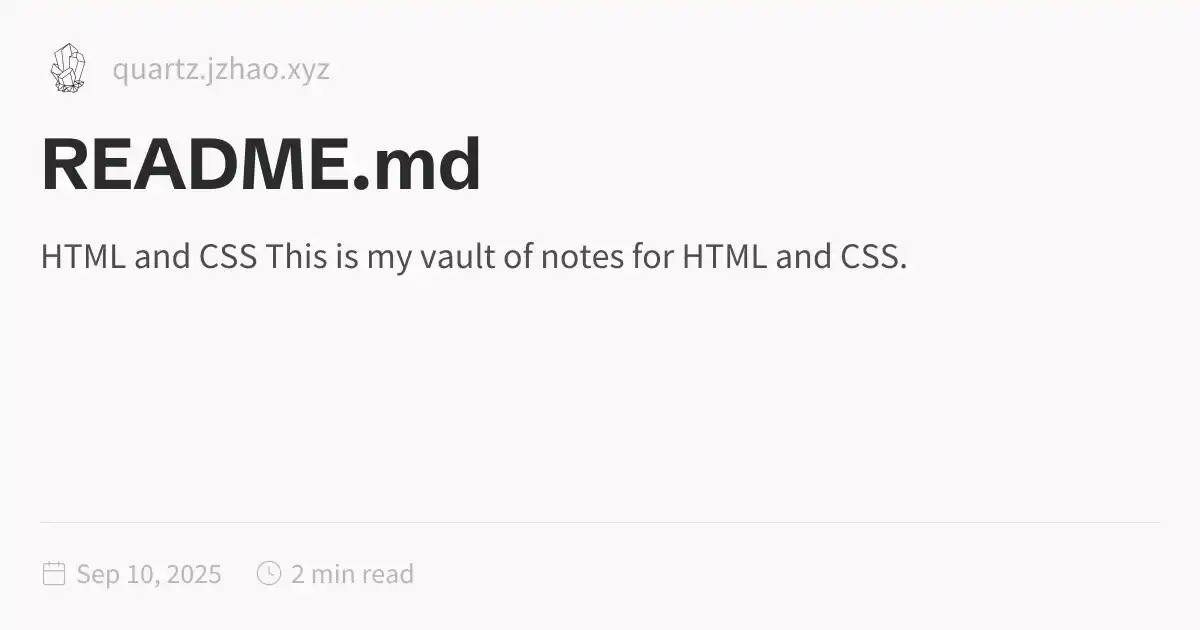 quartz.jzhao.xyz
README.md
HTML and CSS This is my vault of notes for HTML and CSS.
Sep 10, 2025 2 min read